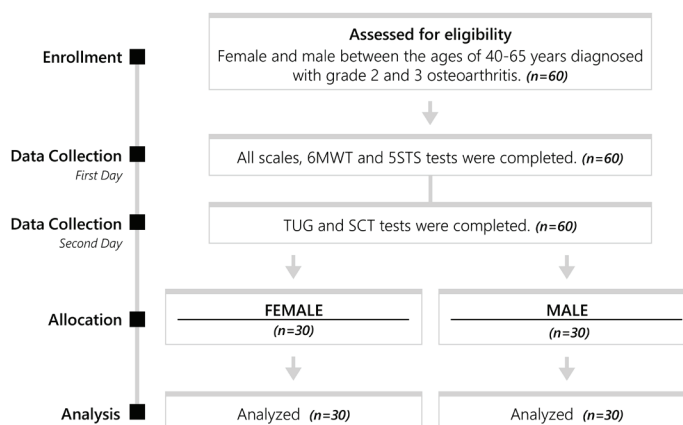 Enrollment
Assessed for eligibility
Female and male between the ages of 40-65 years diagnosed
with grade 2 and 3 osteoarthritis. (n=60)
Data Collection
First Day
All scales, 6MWT and 5STS tests were completed. (n=60)
Data Collection
Second Day
TUG and SCT tests were completed. (n=60)
Allocation
FEMALE
(n=30)
MALE
(n=30)
Analysis
Analyzed (n=30)
Analyzed (n=30)